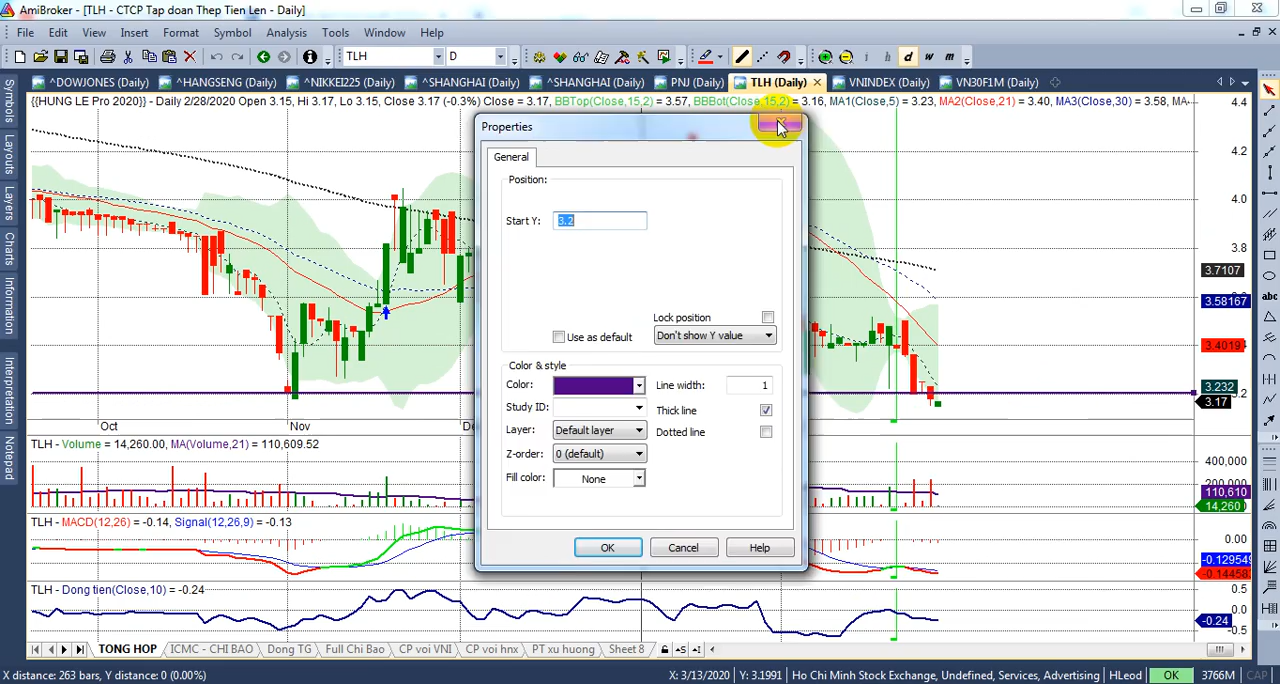 AmiBroker - [TLH - CTCP Tap doan Thep Tien Len - Daily]
File Edit View Insert Format Symbol Analysis Tools Window Help
TLH D i h d w m
^DOWJONES (Daily) ^HANGSENG (Daily) ^NIKKEI225 (Daily) ^SHANGHAI (Daily) ^SHANGHAI (Daily) PNJ (Daily) TLH (Daily) VNINDEX (Daily) VN30F1M (Daily)
{{HUNG LE Pro 2020}} - Daily 2/28/2020 Open 3.15, Hi 3.17, Lo 3.15, Close 3.17 (-0.3%) Close = 3.17, BBTop(Close,15,2) = 3.57, BBBot(Close,15,2) = 3.16, MA1(Close,5) = 3.23, MA2(Close,21) = 3.40, MA3(Close,30) = 3.58, MA
Symbols
Layouts
Layers
Charts
Information
Interpretation
Notepad
4.4
4.2
4.0
3.8
3.7107
3.58167
3.4019
3.232
3.17
Properties
General
Position:
Start Y: 3.2
Lock position
Use as default Don't show Y value
Color & style
Color: Line width: 1
Study ID: Thick line
Layer: Default layer Dotted line
Z-order: 0 (default)
Fill color: None
OK Cancel Help
abc
Oct Nov
TLH - Volume = 14,260.00, MA(Volume,21) = 110,609.52
400,000
110,610
14,260
TLH - MACD(12,26) = -0.14, Signal(12,26,9) = -0.13
0.00
-0.129549
-0.14458
TLH - Dong tien(Close,10) = -0.24
0.5
0.0
-0.24
-0.5
TONG HOP ICMC - CHI BAO Dong TG Full Chi Bao CP voi VNI CP voi hnx PT xu huong Sheet 8
X distance: 263 bars, Y distance: 0 (0.00%) X: 3/13/2020 Y: 3.1991 Ho Chi Minh Stock Exchange, Undefined, Services, Advertising HLeod OK 3766M CAP